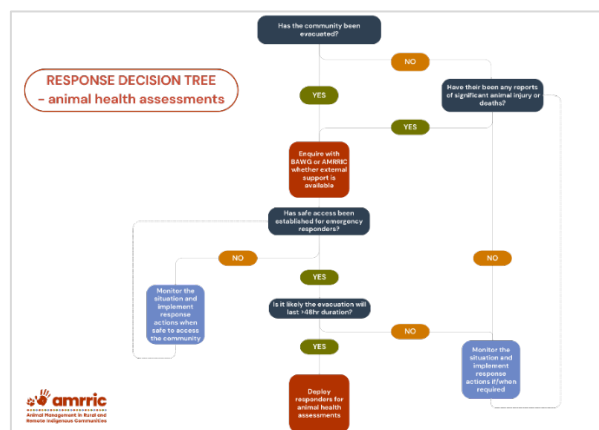 Has the community been
evacuated?
RESPONSE DECISION TREE
- animal health assessments
NO
YES
Have their been any reports
of significant animal injury or
deaths?
YES
Enquire with
BAWG or AMRRIC
whether external
support is
available
Has safe access been
established for emergency
responders?
NO
NO
YES
Monitor the
situation and
implement
response
actions when
safe to access
the community
Is it likely the evacuation will
last >48hr duration?
NO
YES
Monitor the
situation and
implement
response
actions if/when
required
Deploy
responders for
animal health
assessments
amrric
Animal Management in Rural and
Remote Indigenous Communities